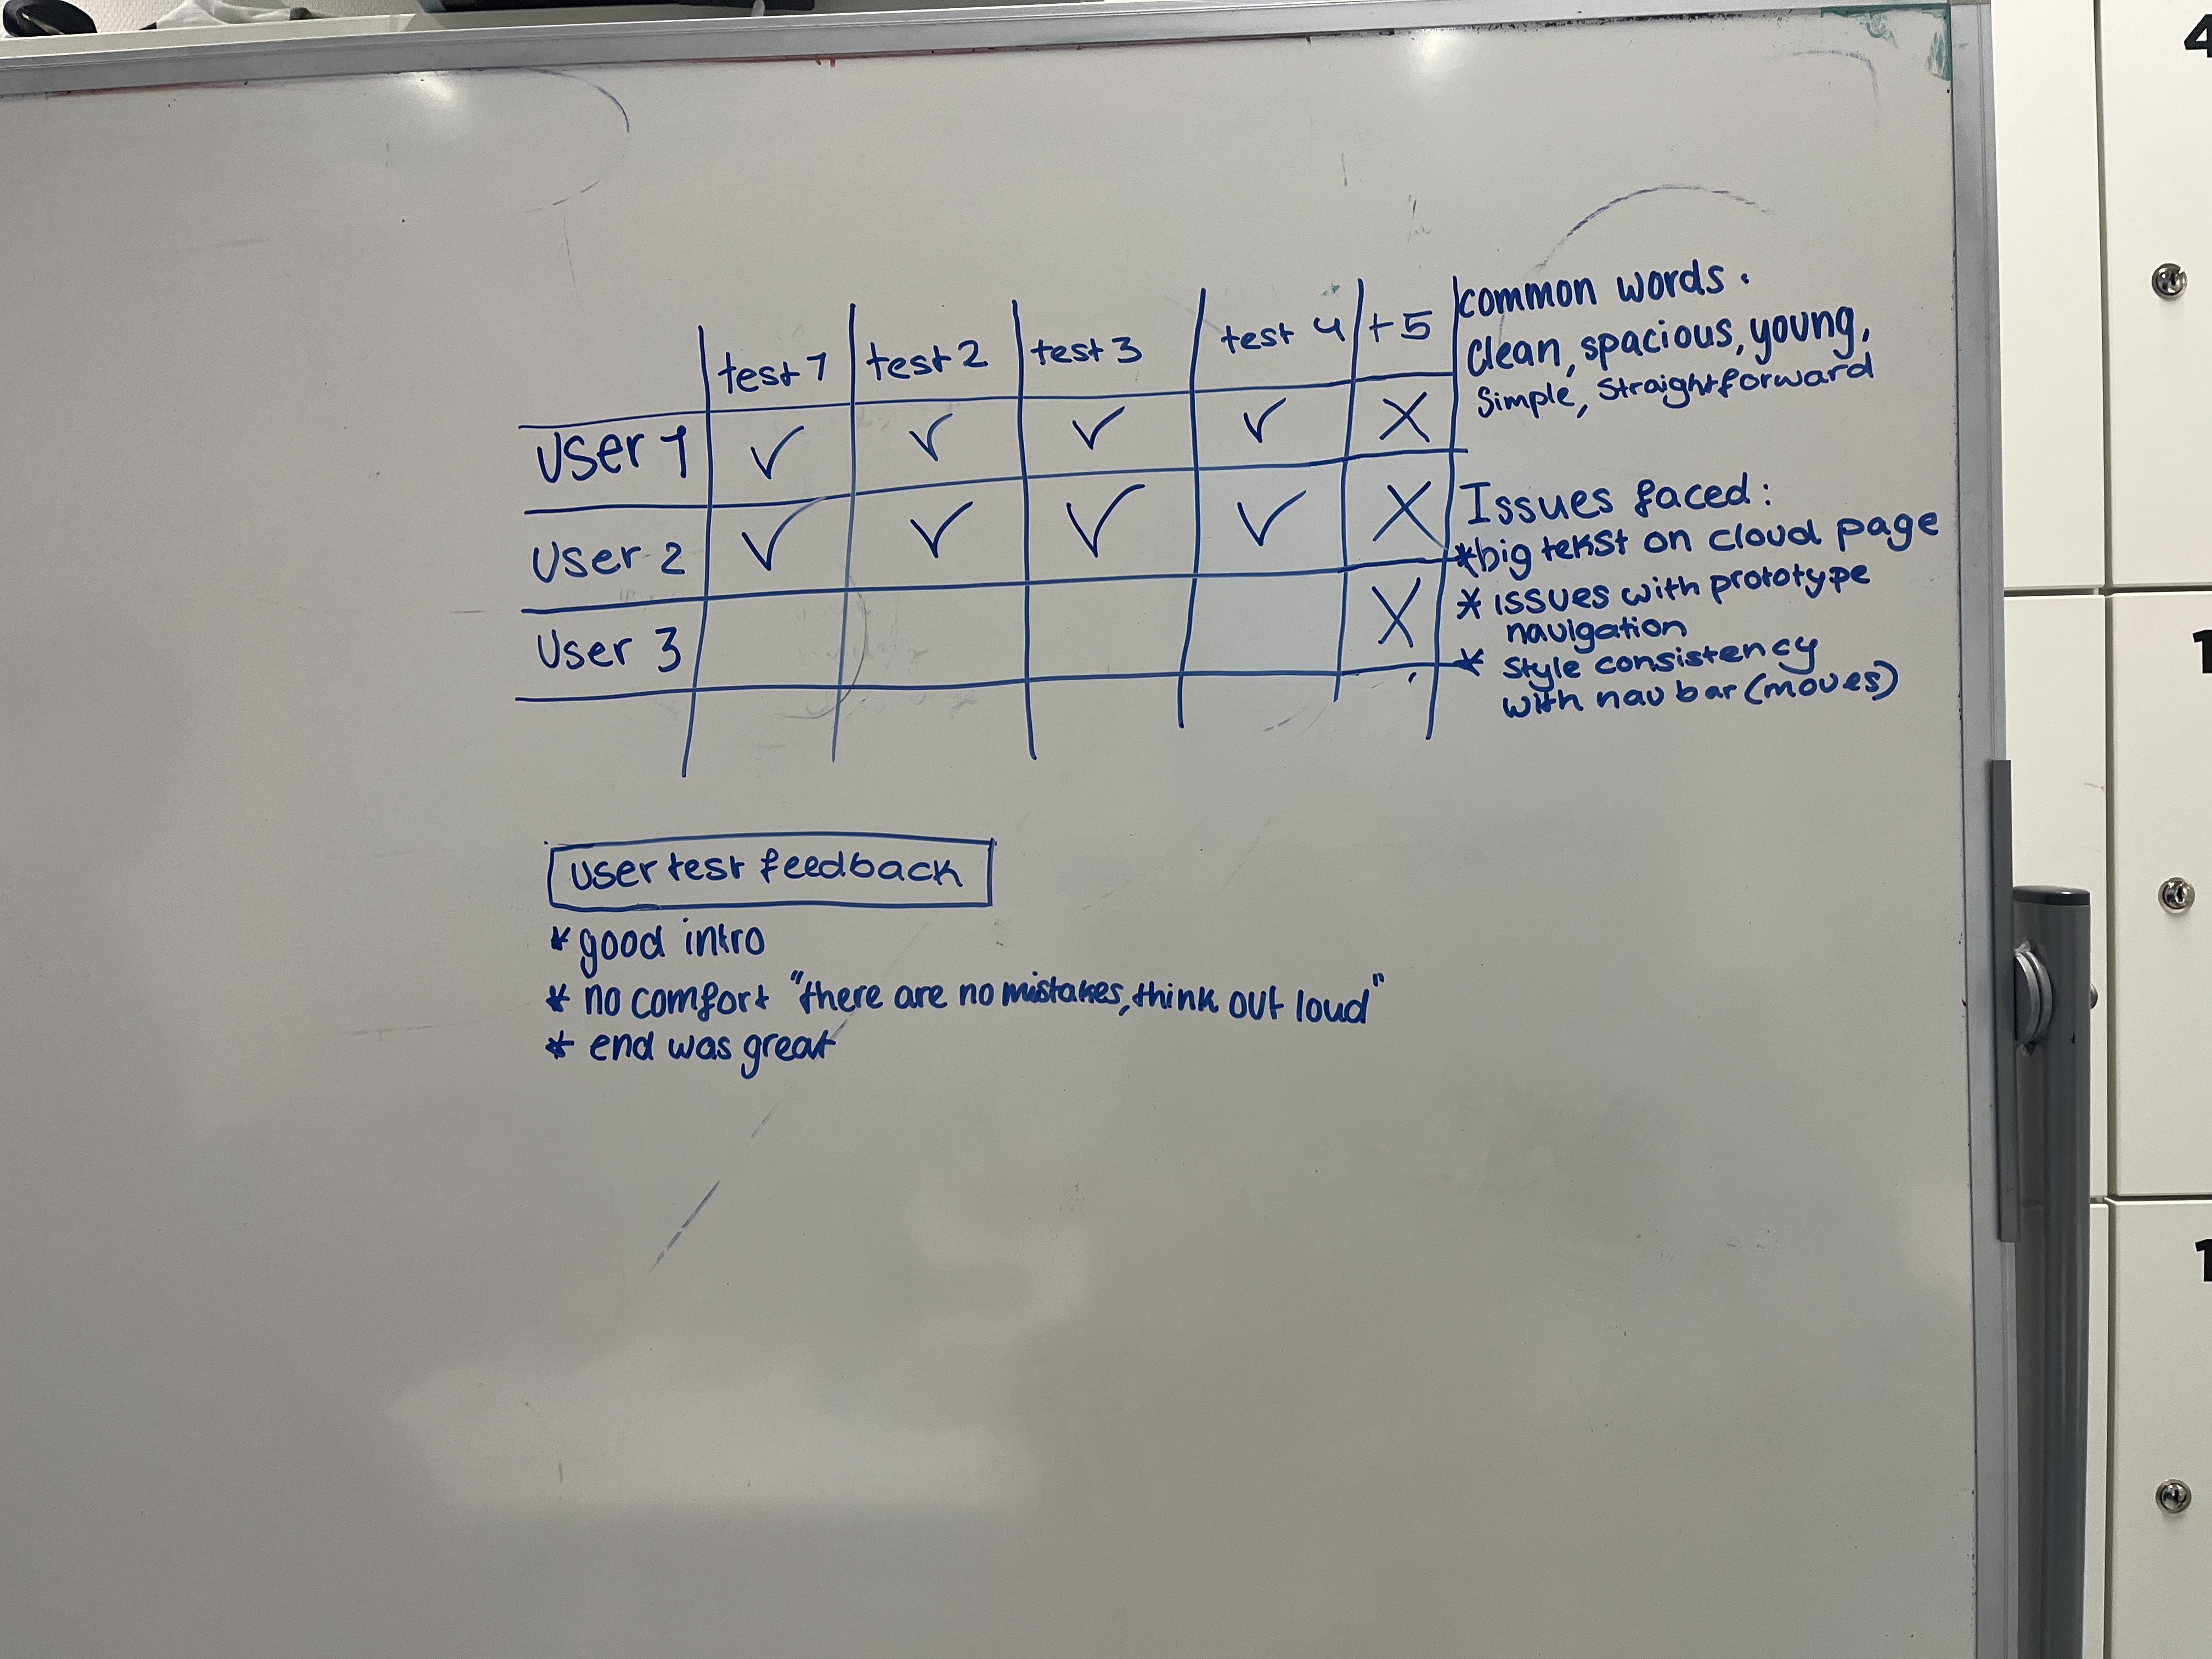 test 1 test 2 test 3 test 4 t 5
User 1 ✓ ✓ ✓ ✓ X
User 2 ✓ ✓ ✓ ✓ X
User 3 X
common words.
clean, spacious, young,
Simple, Straightforward
Issues faced:
*big tekst on cloud page
* issues with prototype
navigation
* style consistency
with nav bar (moves)
user test feedback
* good intro
* no comfort "there are no mistakes, think out loud"
* end was great
4
1
1